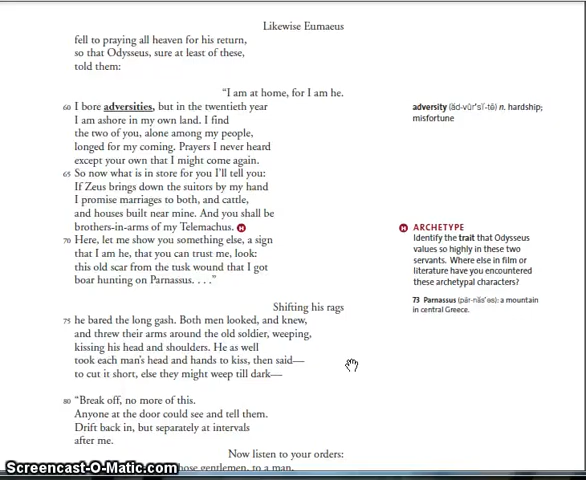 Likewise Eumaeus
fell to praying all heaven for his return,
so that Odysseus, sure at least of these,
told them:
“I am at home, for I am he.
60 I bore adversities, but in the twentieth year
I am ashore in my own land. I find
the two of you, alone among my people,
longed for my coming. Prayers I never heard
except your own that I might come again.
65 So now what is in store for you I’ll tell you:
If Zeus brings down the suitors by my hand
I promise marriages to both, and cattle,
and houses built near mine. And you shall be
brothers-in-arms of my Telemachus. H
70 Here, let me show you something else, a sign
that I am he, that you can trust me, look:
this old scar from the tusk wound that I got
boar hunting on Parnassus. . . .”
Shifting his rags
75 he bared the long gash. Both men looked, and knew,
and threw their arms around the old soldier, weeping,
kissing his head and shoulders. He as well
took each man’s head and hands to kiss, then said—
to cut it short, else they might weep till dark—
80 “Break off, no more of this.
Anyone at the door could see and tell them.
Drift back in, but separately at intervals
after me.
Now listen to your orders:
those gentlemen, to a man,
adversity (ăd-vûr′sĭ-tē) n. hardship;
misfortune
H ARCHETYPE
Identify the trait that Odysseus
values so highly in these two
servants. Where else in film or
literature have you encountered
these archetypal characters?
73 Parnassus (pär-năs′əs): a mountain
in central Greece.
Screencast-O-Matic.com